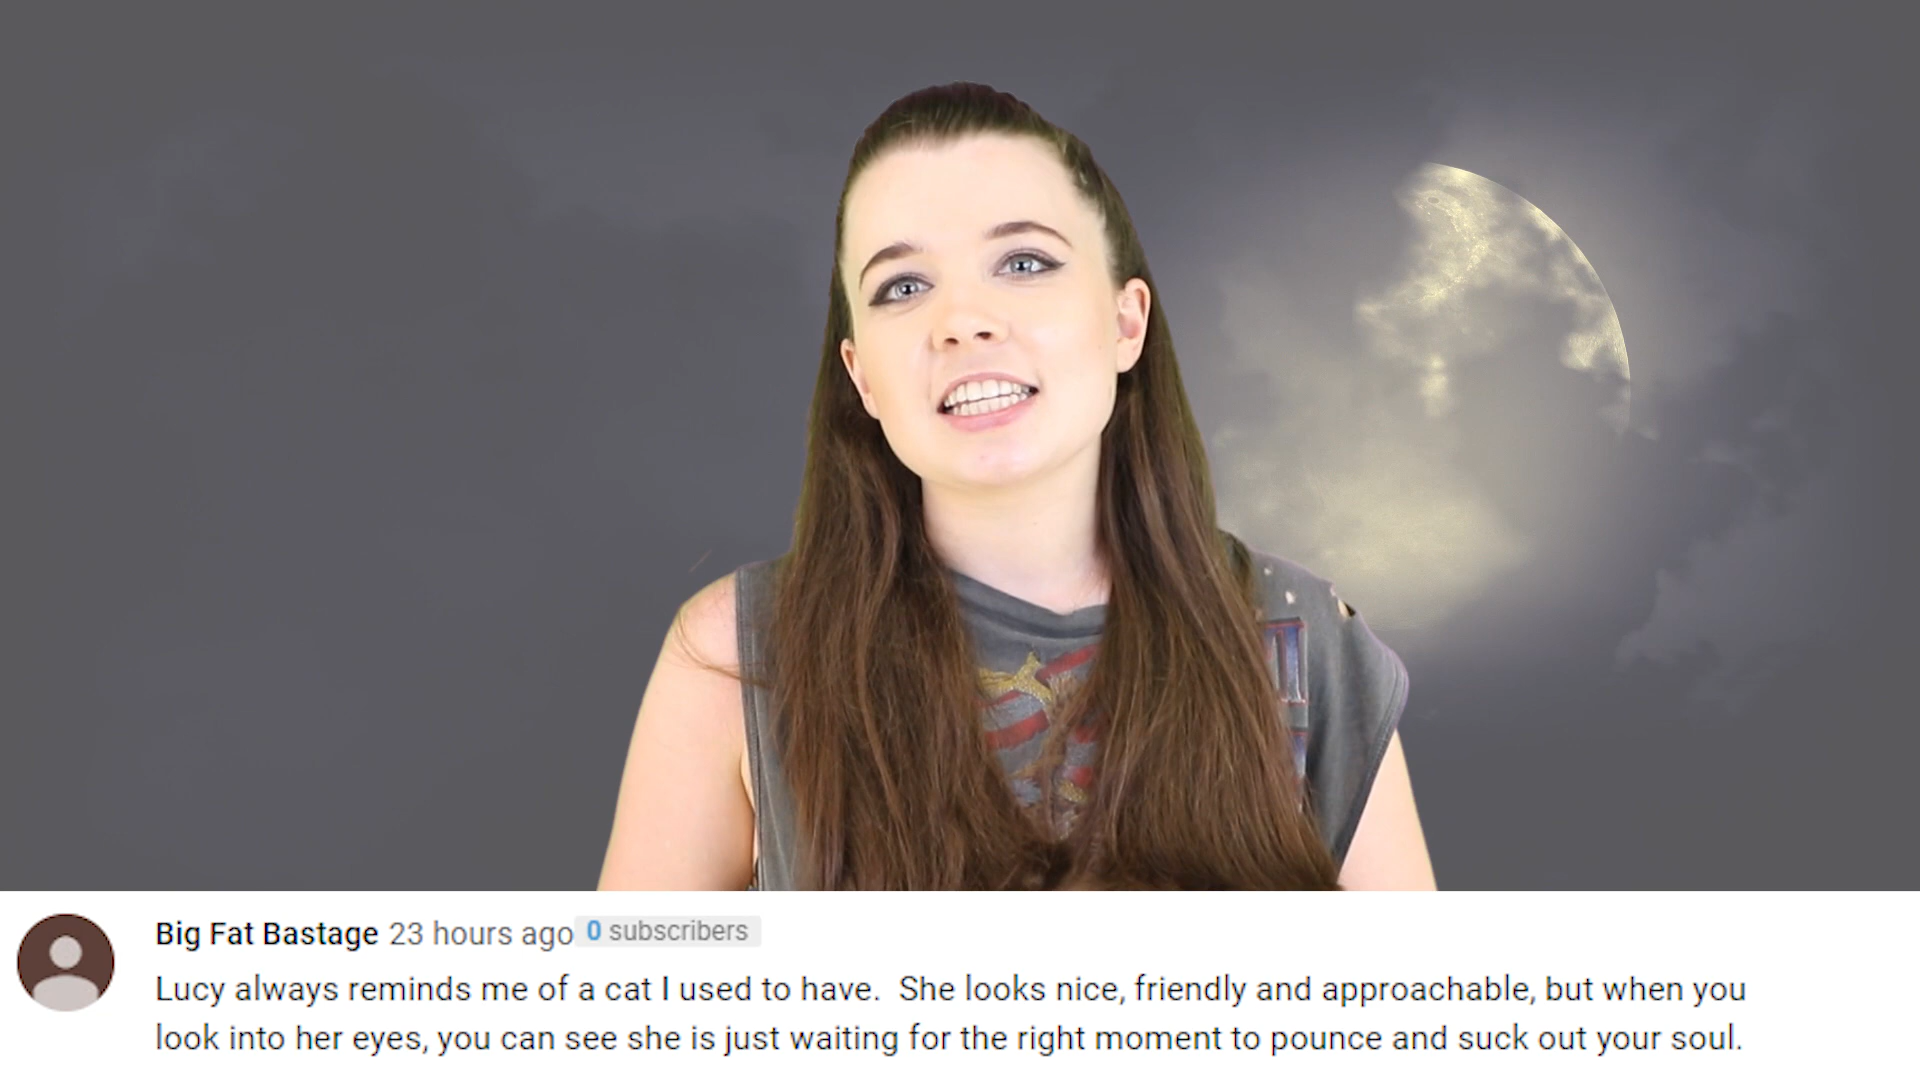 Big Fat Bastage 23 hours ago 0 subscribers
Lucy always reminds me of a cat I used to have.  She looks nice, friendly and approachable, but when you
look into her eyes, you can see she is just waiting for the right moment to pounce and suck out your soul.